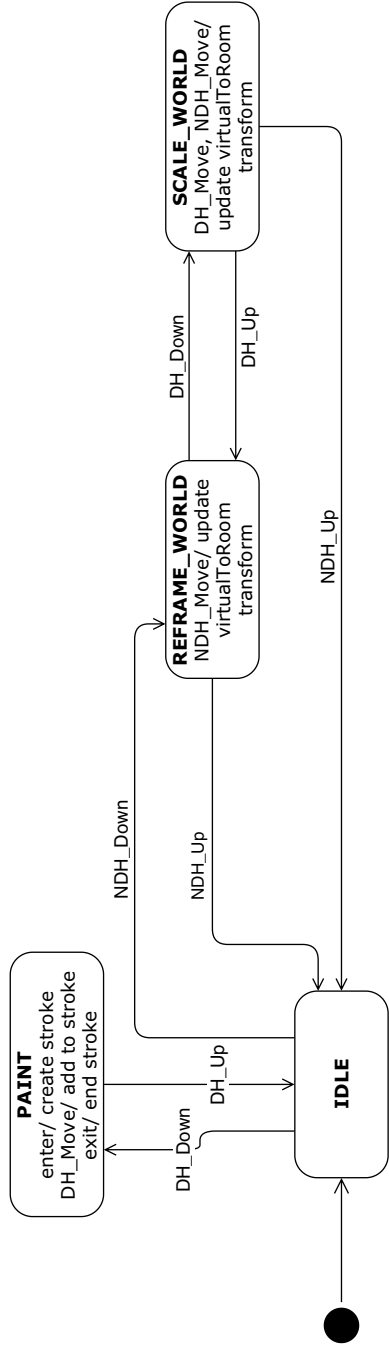 PAINT
enter/ create stroke
DH_Move/ add to stroke
exit/ end stroke
DH_Down
DH_Up
IDLE
NDH_Down
NDH_Up
REFRAME_WORLD
NDH_Move/ update
virtualToRoom
transform
DH_Down
DH_Up
SCALE_WORLD
DH_Move, NDH_Move/
update virtualToRoom
transform
NDH_Up